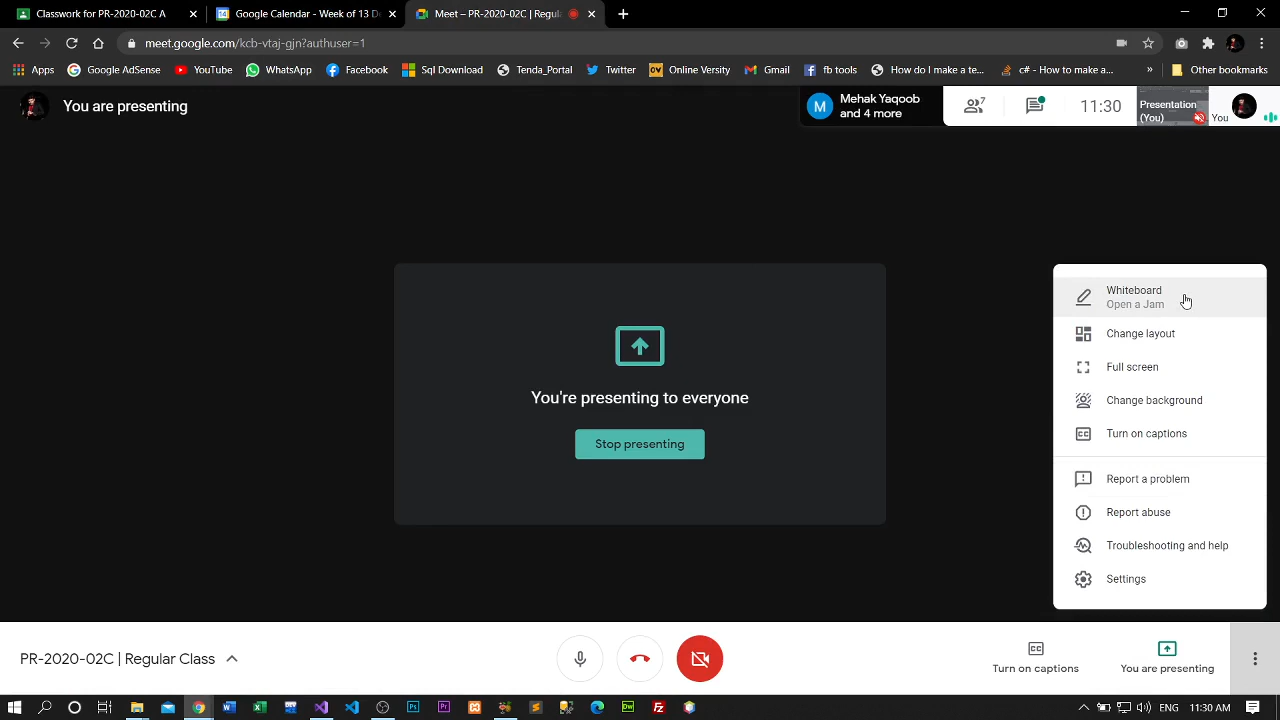 Classwork for PR-2020-02C A
Google Calendar - Week of 13 De
Meet – PR-2020-02C | Regula
meet.google.com/kcb-vtaj-gjn?authuser=1
Apps
Google AdSense
YouTube
WhatsApp
Facebook
Sql Download
Tenda_Portal
Twitter
Online Versity
Gmail
fb tools
How do I make a te...
c# - How to make a...
»
Other bookmarks
You are presenting
M
Mehak Yaqoob
and 4 more
7
11:30
Presentation
(You)
You
Whiteboard
Open a Jam
Change layout
Full screen
Change background
Turn on captions
Report a problem
Report abuse
Troubleshooting and help
Settings
You're presenting to everyone
Stop presenting
PR-2020-02C | Regular Class
Turn on captions
You are presenting
ENG
11:30 AM